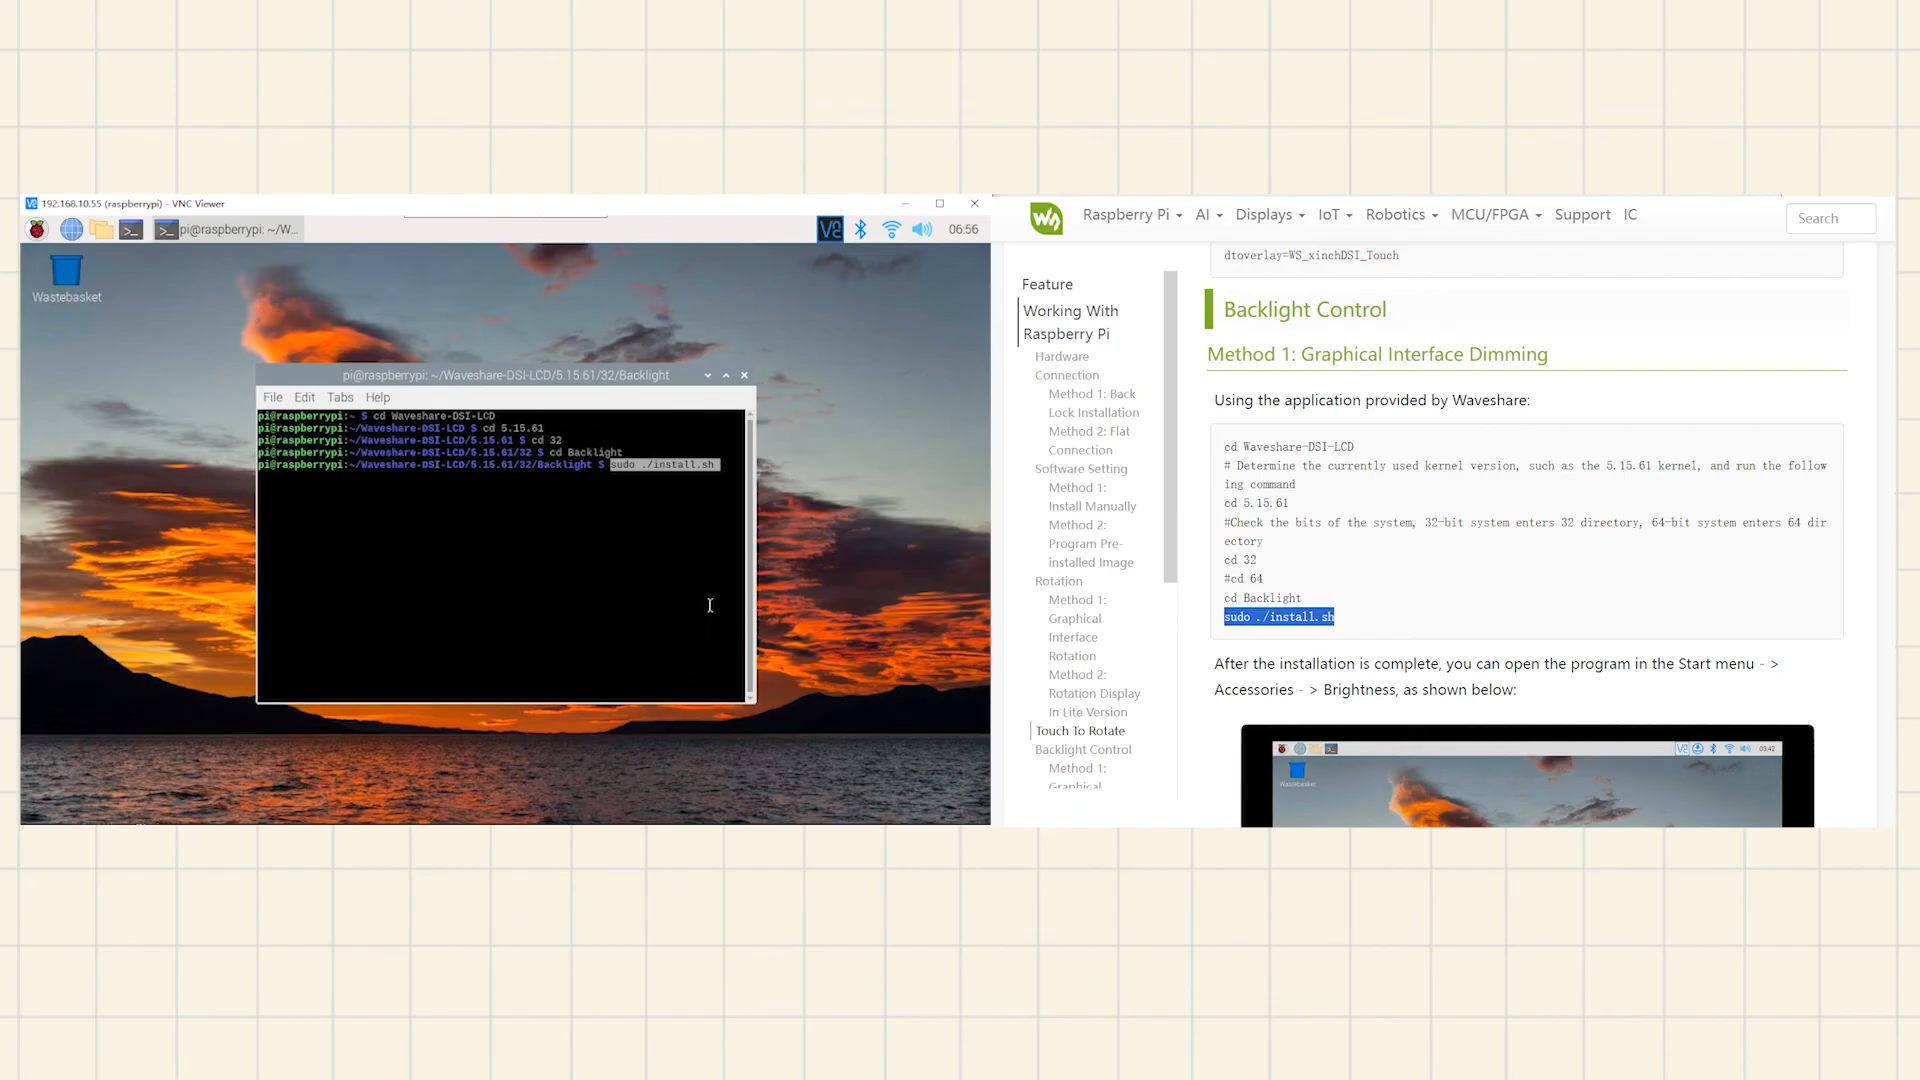 192.168.10.55 (raspberrypi) - VNC Viewer
pi@raspberrypi: ~/W...
06:56
Wastebasket
pi@raspberrypi: ~/Waveshare-DSI-LCD/5.15.61/32/Backlight
File Edit Tabs Help
pi@raspberrypi:~ $ cd Waveshare-DSI-LCD
pi@raspberrypi:~/Waveshare-DSI-LCD $ cd 5.15.61
pi@raspberrypi:~/Waveshare-DSI-LCD/5.15.61 $ cd 32
pi@raspberrypi:~/Waveshare-DSI-LCD/5.15.61/32 $ cd Backlight
pi@raspberrypi:~/Waveshare-DSI-LCD/5.15.61/32/Backlight $ sudo ./install.sh
Raspberry Pi AI Displays IoT Robotics MCU/FPGA Support IC
Search
Feature
Working With
Raspberry Pi
Hardware
Connection
Method 1: Back
Lock Installation
Method 2: Flat
Connection
Software Setting
Method 1:
Install Manually
Method 2:
Program Pre-
installed Image
Rotation
Method 1:
Graphical
Interface
Rotation
Method 2:
Rotation Display
In Lite Version
Touch To Rotate
Backlight Control
Method 1:
Graphical
dtoverlay=WS_xinchDSI_Touch
Backlight Control
Method 1: Graphical Interface Dimming
Using the application provided by Waveshare:
cd Waveshare-DSI-LCD
# Determine the currently used kernel version, such as the 5.15.61 kernel, and run the follow
ing command
cd 5.15.61
#Check the bits of the system, 32-bit system enters 32 directory, 64-bit system enters 64 dir
ectory
cd 32
#cd 64
cd Backlight
sudo ./install.sh
After the installation is complete, you can open the program in the Start menu - >
Accessories - > Brightness, as shown below:
03:42
Wastebasket